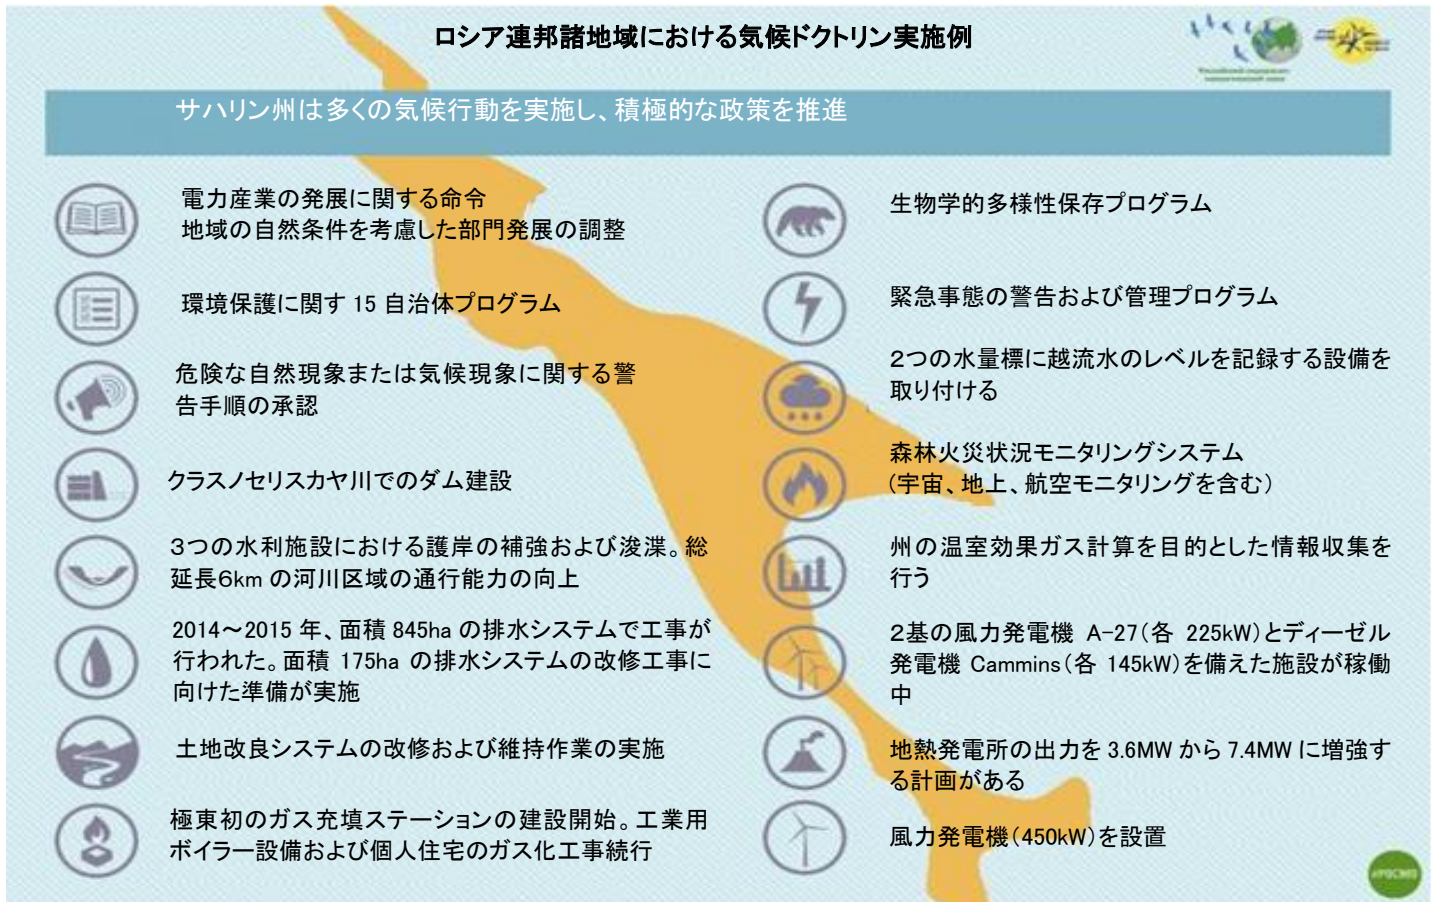 ロシア連邦諸地域における気候ドクトリン実施例
サハリン州は多くの気候行動を実施し、積極的な政策を推進
電力産業の発展に関する命令
地域の自然条件を考慮した部門発展の調整
環境保護に関す 15 自治体プログラム
危険な自然現象または気候現象に関する警
告手順の承認
クラスノセリスカヤ川でのダム建設
3つの水利施設における護岸の補強および浚渫。総
延長6km の河川区域の通行能力の向上
2014~2015 年、面積 845ha の排水システムで工事が
行われた。面積 175ha の排水システムの改修工事に
向けた準備が実施
土地改良システムの改修および維持作業の実施
極東初のガス充填ステーションの建設開始。工業用
ボイラー設備および個人住宅のガス化工事続行
生物学的多様性保存プログラム
緊急事態の警告および管理プログラム
2つの水量標に越流水のレベルを記録する設備を
取り付ける
森林火災状況モニタリングシステム
(宇宙、地上、航空モニタリングを含む)
州の温室効果ガス計算を目的とした情報収集を
行う
2基の風力発電機 A-27(各 225kW)とディーゼル
発電機 Cammins(各 145kW)を備えた施設が稼働
中
地熱発電所の出力を 3.6MW から 7.4MW に増強す
る計画がある
風力発電機(450kW)を設置